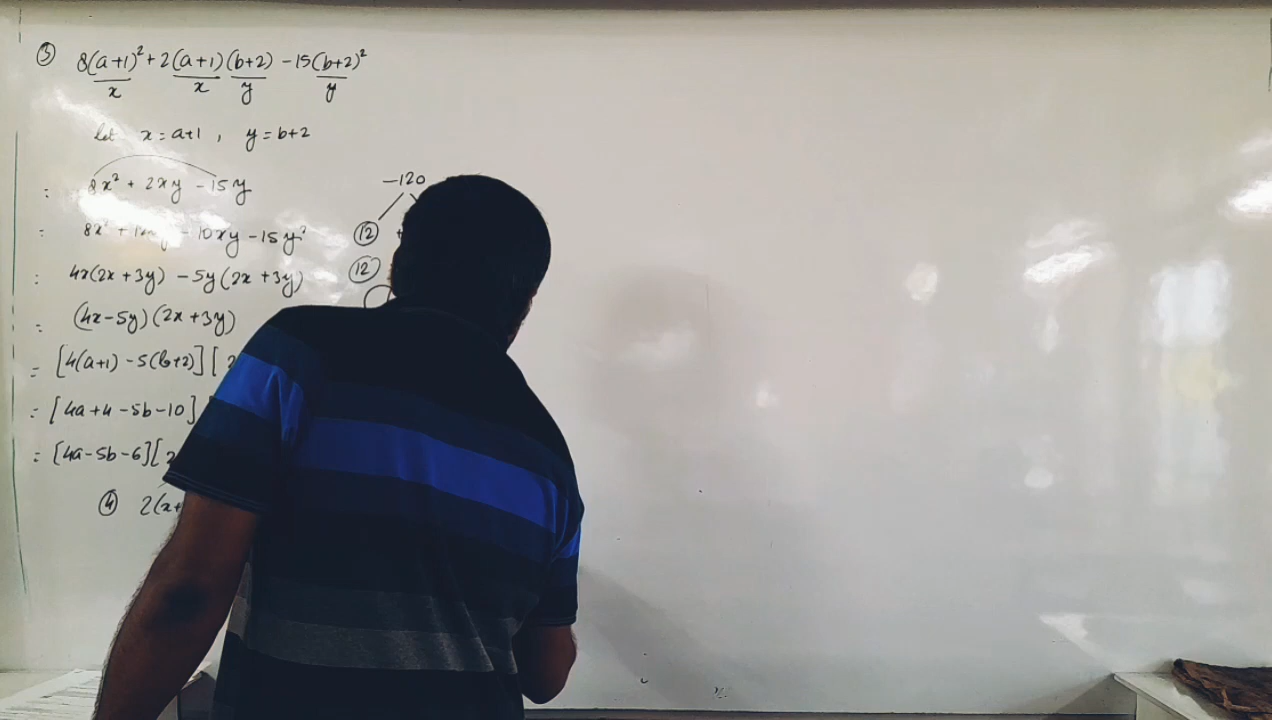 ③ 8(a+1)² + 2(a+1)(b+2) - 15(b+2)²
x x y y
let x = a+1 , y = b+2
: 8x² + 2xy - 15y
-120
: 8x² + 12xy - 10xy - 15y²
12
: 4x(2x + 3y) - 5y(2x + 3y)
12
: (4x - 5y)(2x + 3y)
= [4(a+1) - 5(b+2)][2
= [4a + 4 - 5b - 10]
= [4a - 5b - 6][2
④ 2(x+